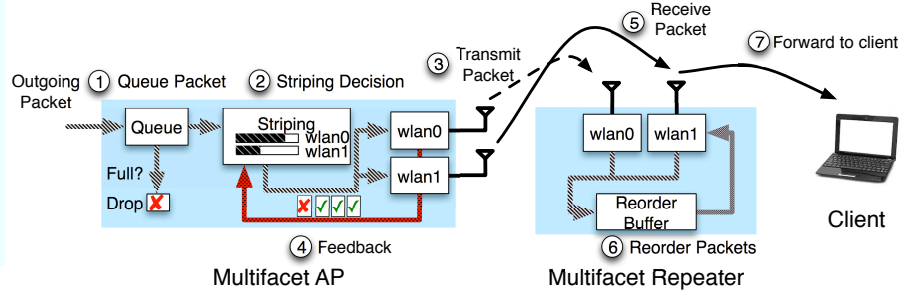 Outgoing
Packet
1 Queue Packet
2 Striping Decision
3 Transmit
Packet
5 Receive
Packet
7 Forward to client
Queue
Striping
wlan0
wlan1
wlan0
wlan1
Full?
Drop
4 Feedback
Multifacet AP
wlan0
wlan1
Reorder
Buffer
6 Reorder Packets
Multifacet Repeater
Client